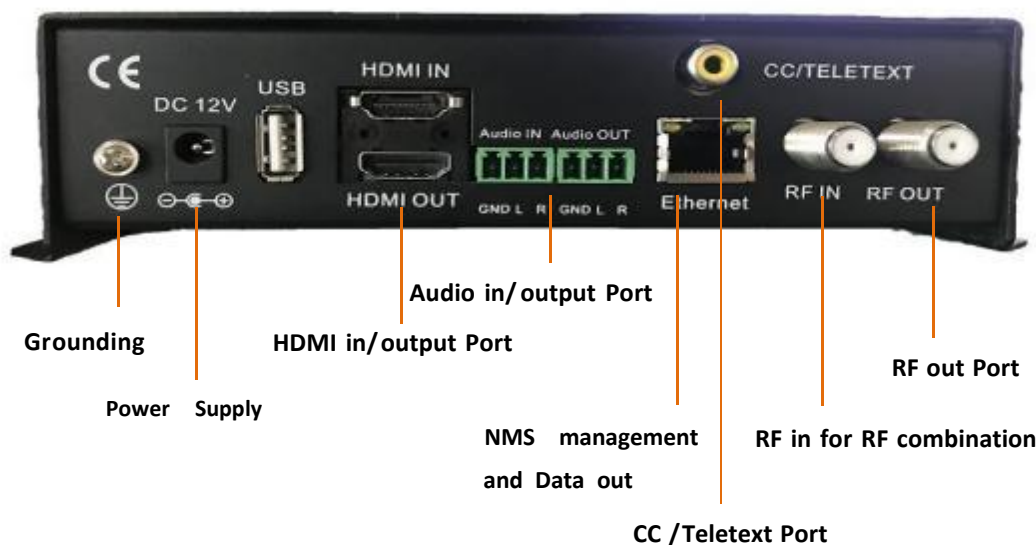 CE
HDMI IN
CC/TELETEXT
USB
DC 12V
Audio IN Audio OUT
HDMI OUT
GND L R GND L R
Ethernet
RF IN
RF OUT
Audio in/output Port
Grounding
HDMI in/output Port
RF out Port
Power Supply
NMS management
and Data out
RF in for RF combination
CC /Teletext Port